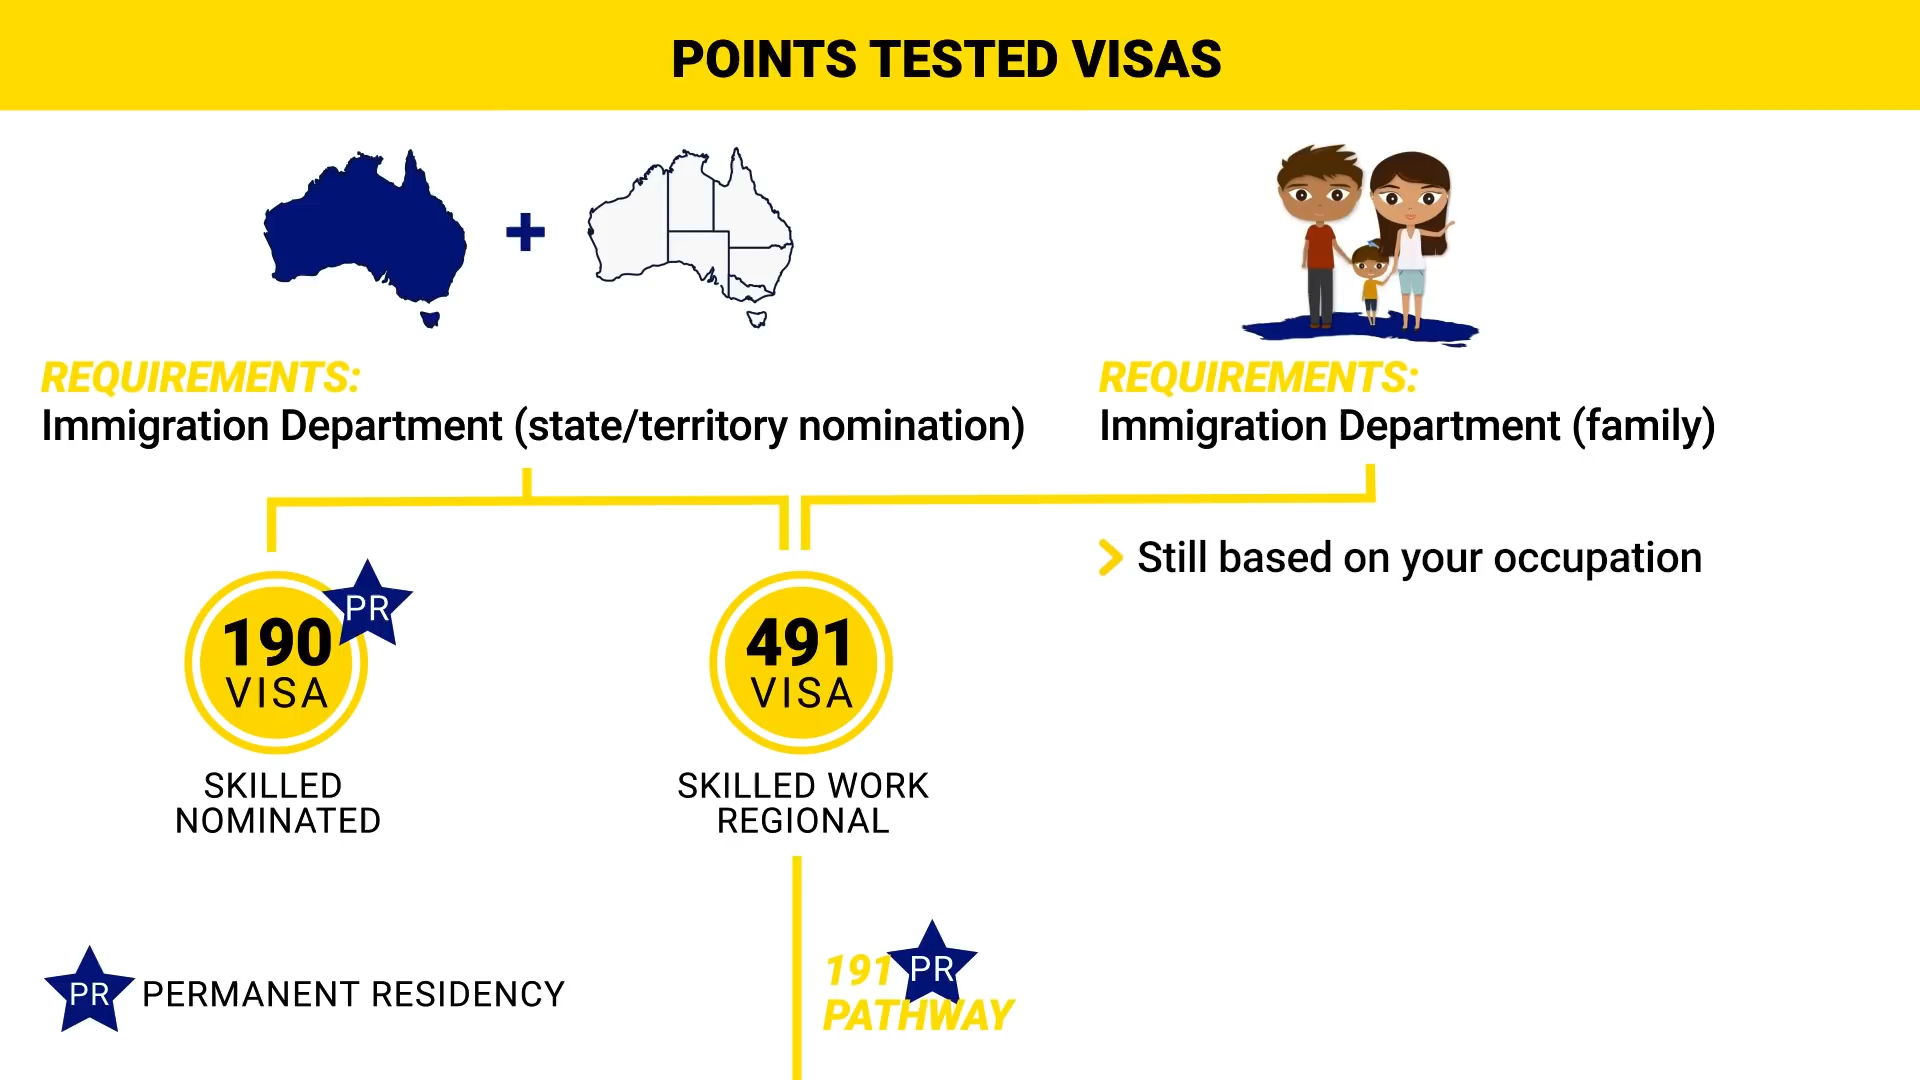 POINTS TESTED VISAS
REQUIREMENTS:
Immigration Department (state/territory nomination)
REQUIREMENTS:
Immigration Department (family)
Still based on your occupation
190
VISA
PR
SKILLED
NOMINATED
491
VISA
SKILLED WORK
REGIONAL
191 PR
PATHWAY
PR PERMANENT RESIDENCY